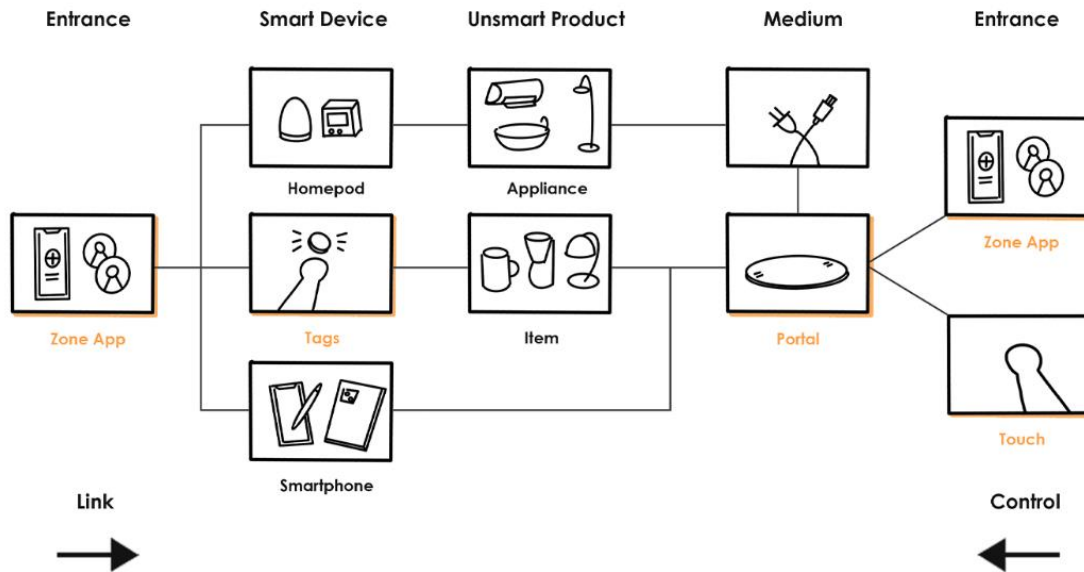 Entrance
Smart Device
Unsmart Product
Medium
Entrance
Homepod
Appliance
Zone App
Tags
Item
Portal
Zone App
Smartphone
Touch
Link
Control